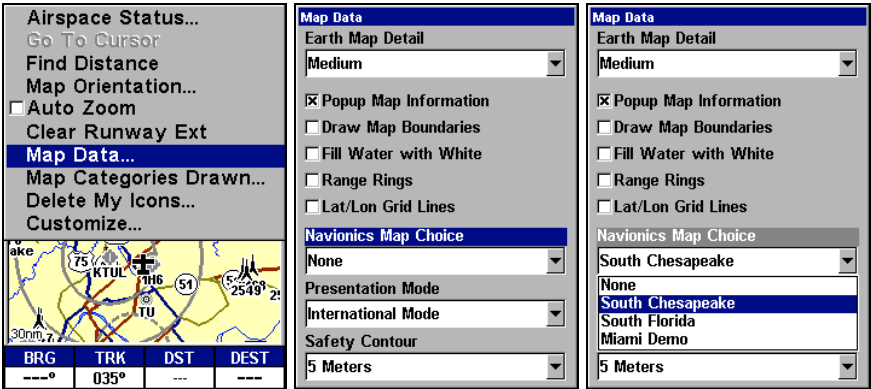 Airspace Status...
Go To Cursor
Find Distance
Map Orientation...
Auto Zoom
Clear Runway Ext
Map Data...
Map Categories Drawn...
Delete My Icons...
Customize...
ake
75
KTUL
1H6
51
2549
TU
30nm
BRG TRK DST DEST
---° 035° --- ---
Map Data
Earth Map Detail
Medium
Popup Map Information
Draw Map Boundaries
Fill Water with White
Range Rings
Lat/Lon Grid Lines
Navionics Map Choice
None
Presentation Mode
International Mode
Safety Contour
5 Meters
Map Data
Earth Map Detail
Medium
Popup Map Information
Draw Map Boundaries
Fill Water with White
Range Rings
Lat/Lon Grid Lines
Navionics Map Choice
South Chesapeake
None
South Chesapeake
South Florida
Miami Demo
5 Meters